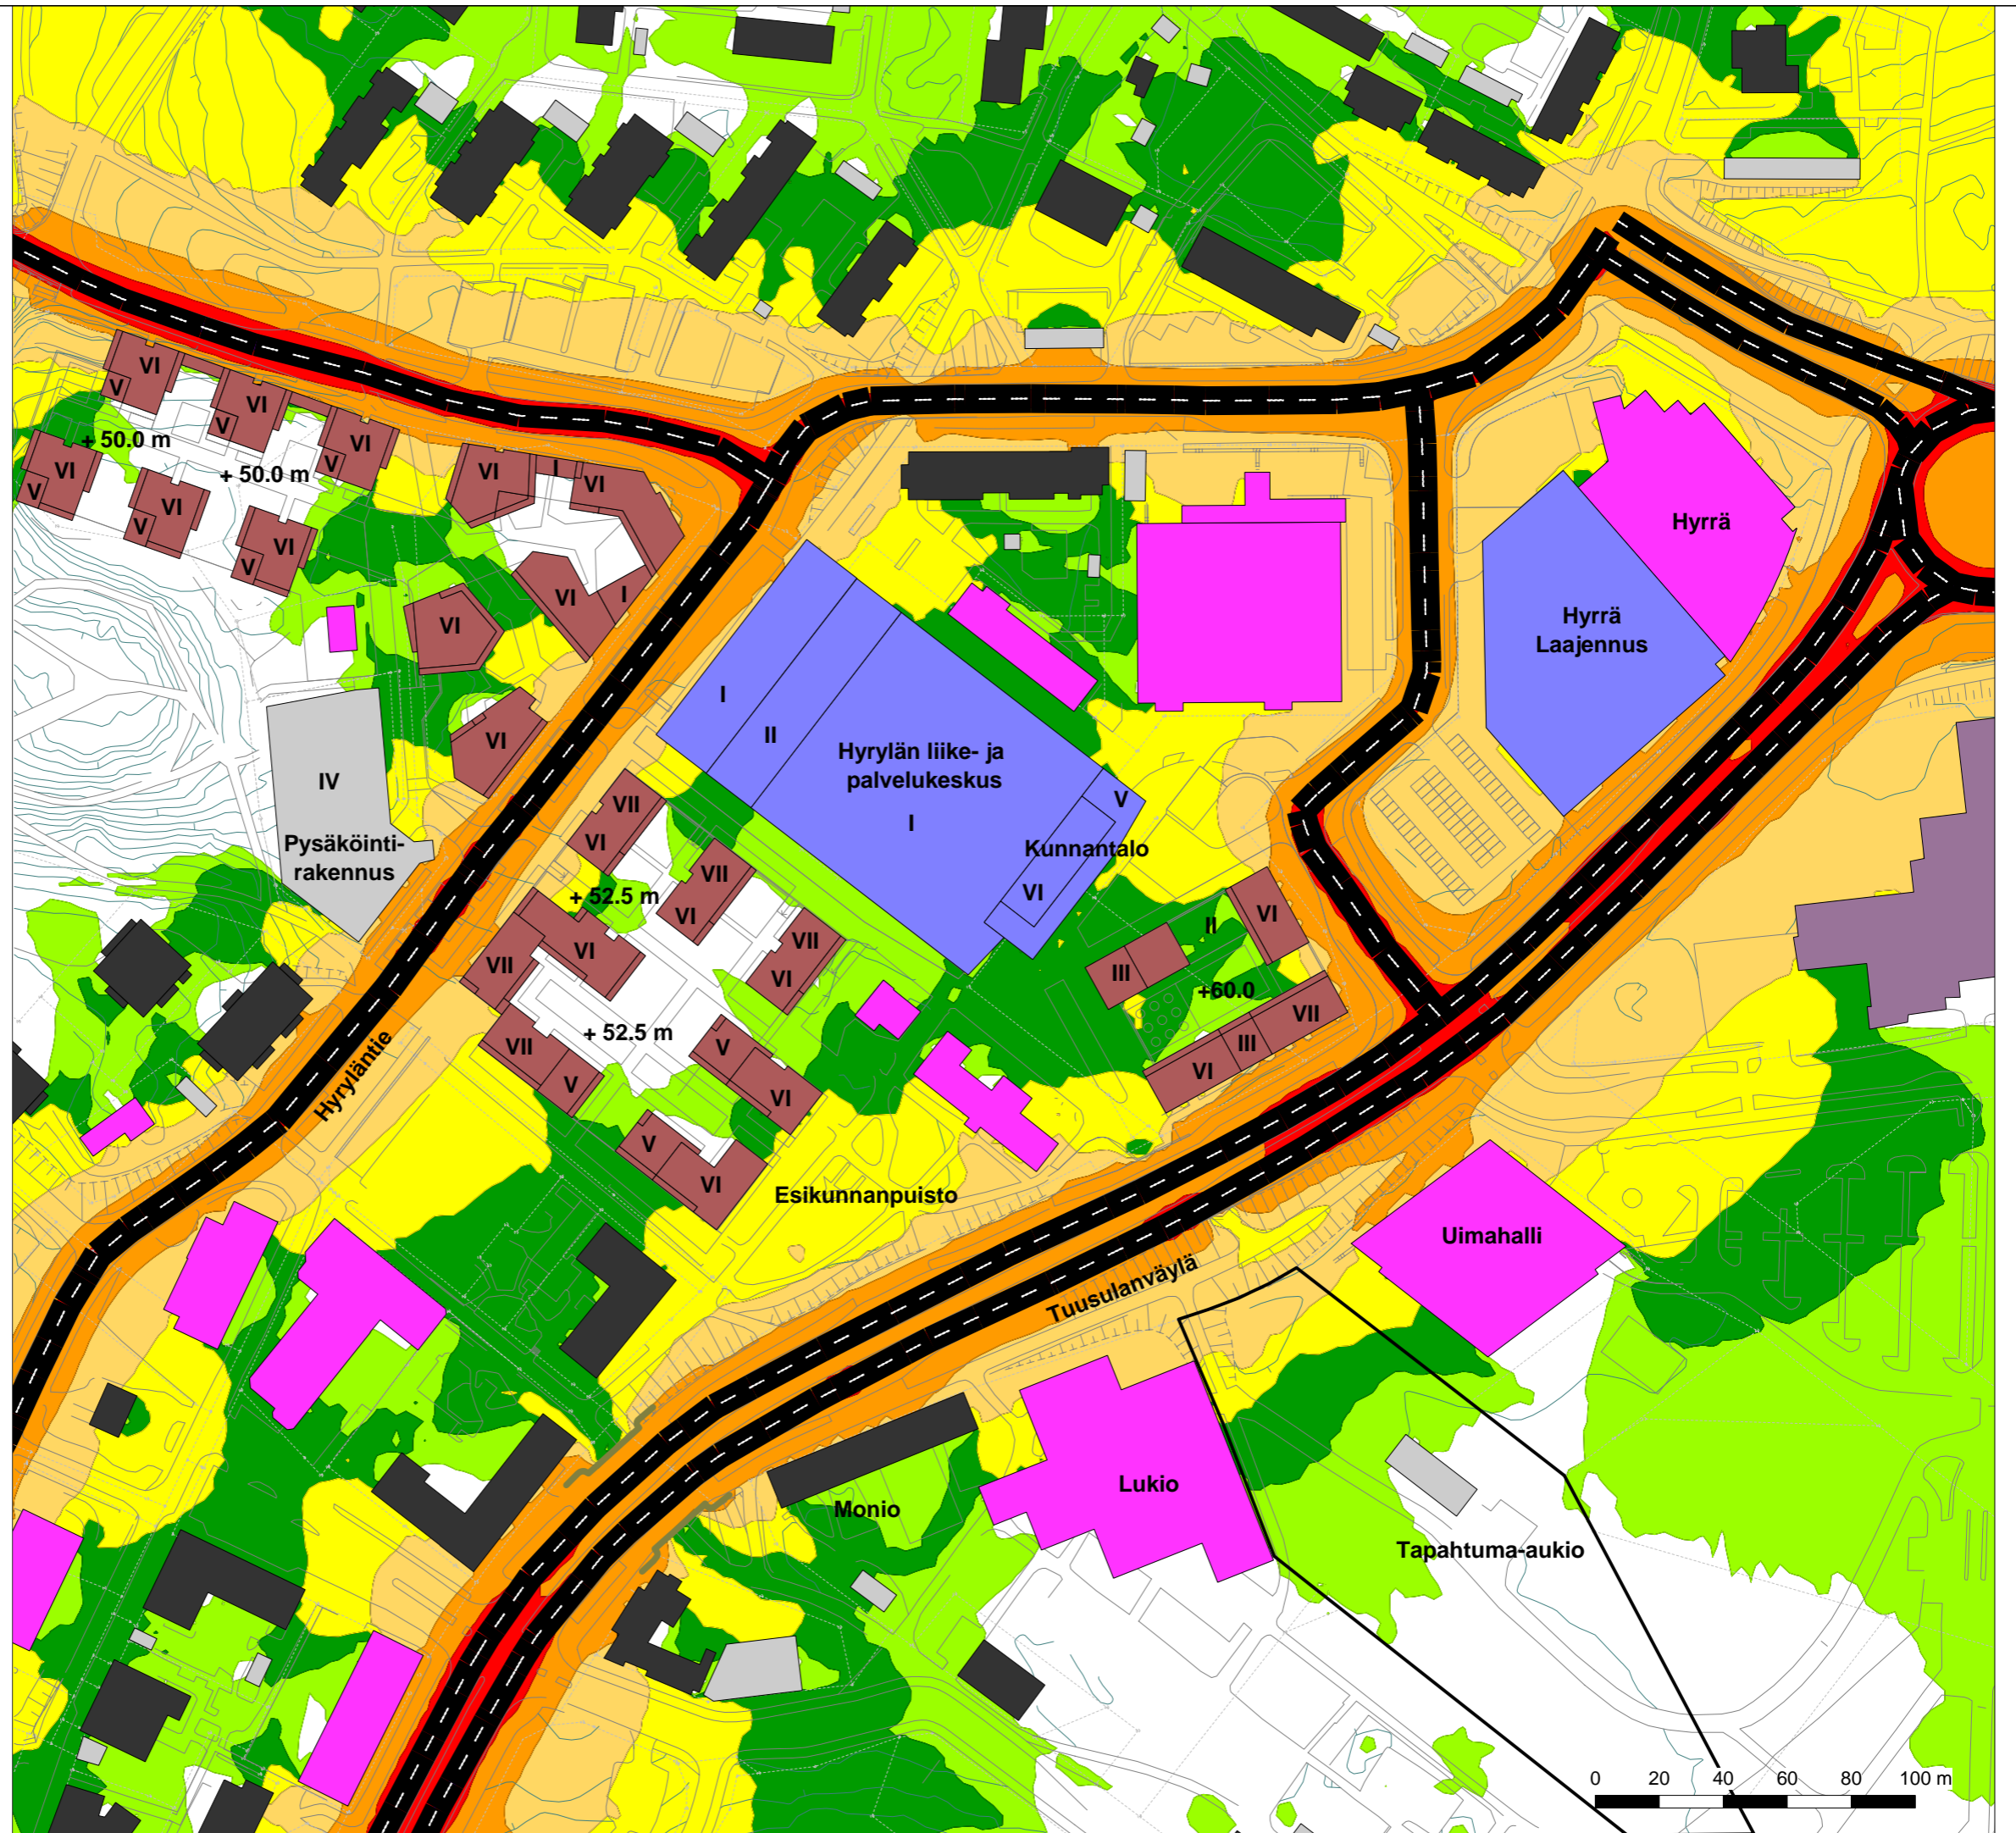 VI
V
VI
V
VI
V
+ 50.0 m
VI
V
+ 50.0 m
VI
V
VI
V
VI
I
VI
VI
I
VI
VI
Hyrrä
Hyrrä
Laajennus
I
II
Hyrylän liike- ja
palvelukeskus
I
V
Kunnantalo
VI
IV
Pysäköinti-
rakennus
VII
VI
+ 52.5 m
VII
VI
VII
VI
VI
VII
+ 52.5 m
VII
V
V
VI
V
VI
VI
II
III
+60.0
VII
III
VI
Hyryläntie
Esikunnanpuisto
Tuusulanväylä
Uimahalli
Lukio
Monio
Tapahtuma-aukio
0 20 40 60 80 100 m